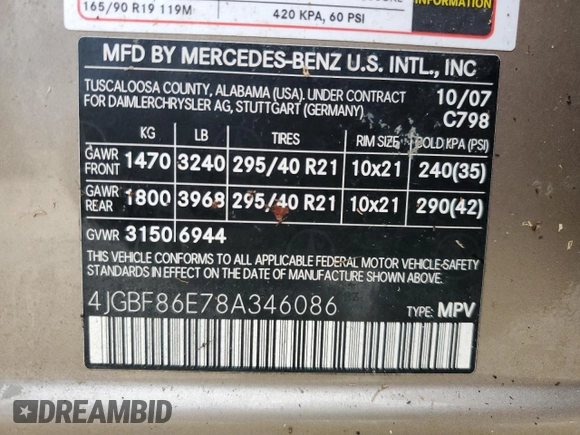 165/90 R19 119M
420 KPA, 60 PSI
INFORMATION
MFD BY MERCEDES-BENZ U.S. INTL., INC
TUSCALOOSA COUNTY, ALABAMA (USA). UNDER CONTRACT
FOR DAIMLERCHRYSLER AG, STUTTGART (GERMANY)
10/07
C798
KG LB TIRES RIM SIZE COLD KPA (PSI)
GAWR FRONT 1470 3240 295/40 R21 10x21 240(35)
GAWR REAR 1800 3968 295/40 R21 10x21 290(42)
GVWR 3150 6944
THIS VEHICLE CONFORMS TO ALL APPLICABLE FEDERAL MOTOR VEHICLE-SAFETY
STANDARDS IN EFFECT ON THE DATE OF MANUFACTURE SHOWN ABOVE.
4JGBF86E78A346086 TYPE: MPV
DREAMBID